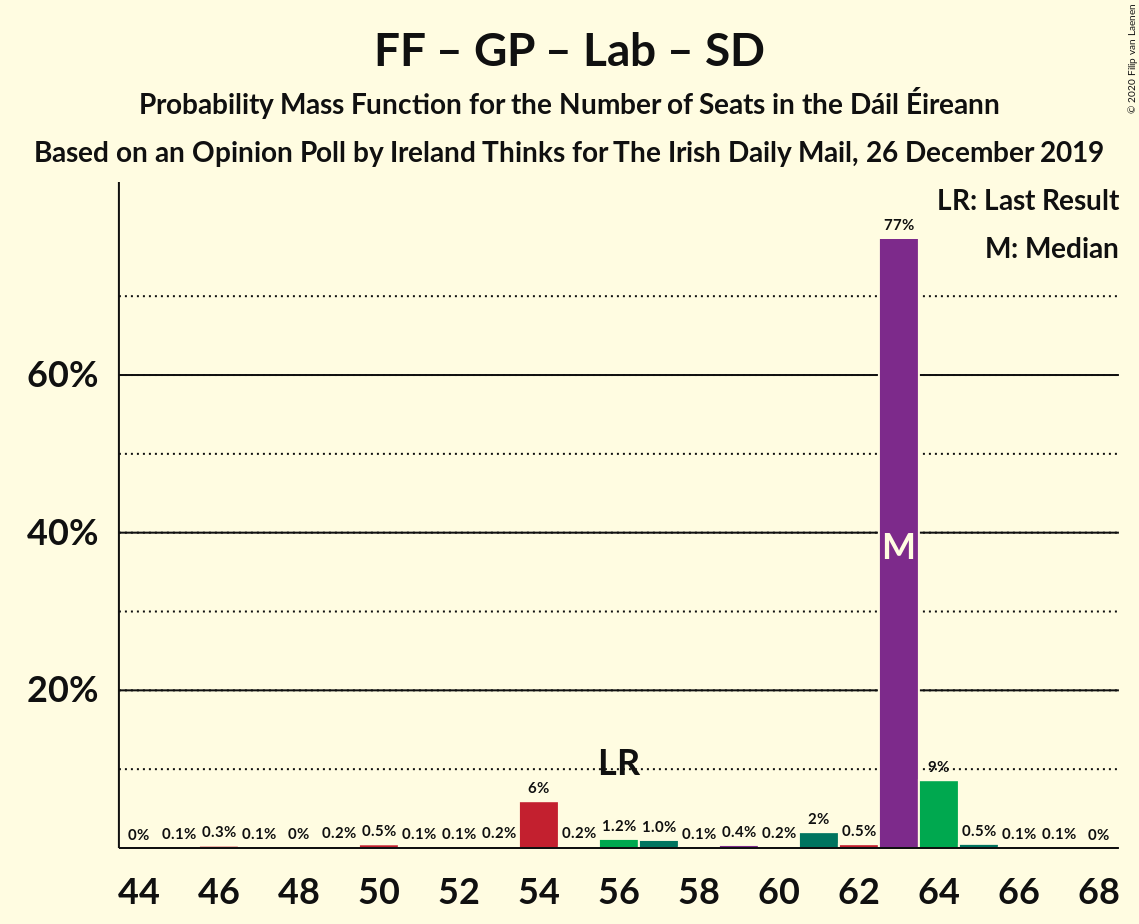 FF – GP – Lab – SD
Probability Mass Function for the Number of Seats in the Dáil Éireann
Based on an Opinion Poll by Ireland Thinks for The Irish Daily Mail, 26 December 2019
© 2020 Filip van Laenen
LR: Last Result
M: Median
60%
40%
20%
0% 0.1% 0.3% 0.1% 0% 0.2% 0.5% 0.1% 0.1% 0.2% 6% 0.2% 1.2% 1.0% 0.1% 0.4% 0.2% 2% 0.5% 77% 9% 0.5% 0.1% 0.1% 0%
LR
M
44 46 48 50 52 54 56 58 60 62 64 66 68